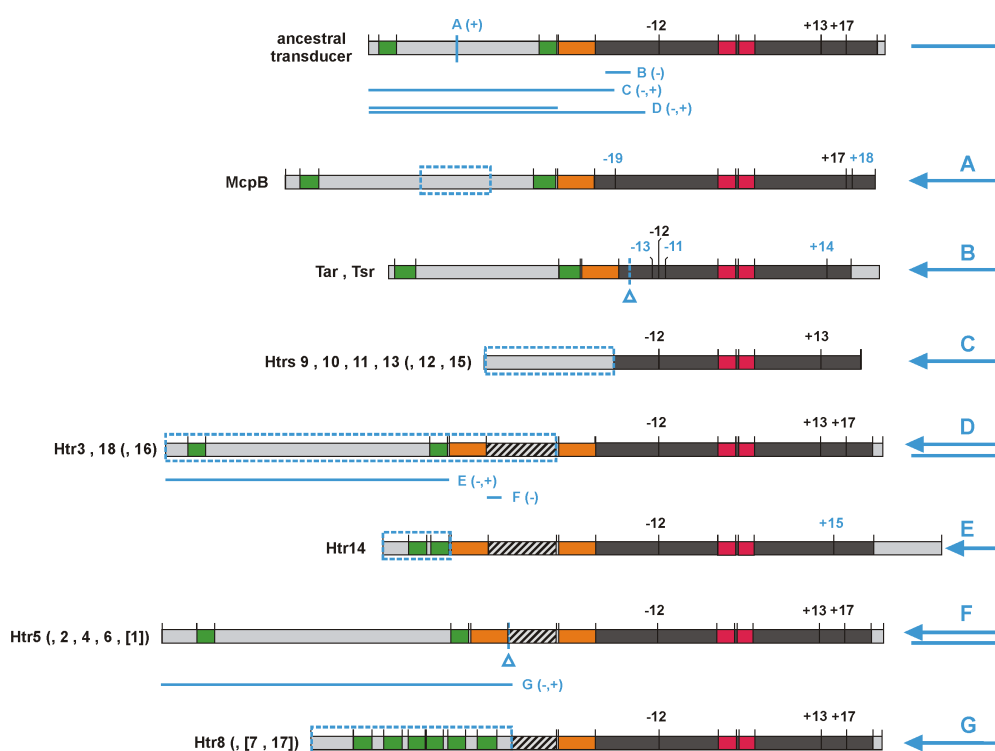 A (+) -12 +13 +17
ancestral
transducer
B (-)
C (-,+)
D (-,+)
-19 +17 +18 A
McpB
-12
-13 -11 +14 B
Tar , Tsr
-12 +13 C
Htrs 9 , 10 , 11 , 13 (, 12 , 15)
-12 +13 +17 D
Htr3 , 18 (, 16)
E (-,+)
F (-)
-12 +15 E
Htr14
-12 +13 +17 F
Htr5 (, 2 , 4 , 6 , [1])
G (-,+)
-12 +13 +17 G
Htr8 (, [7 , 17])